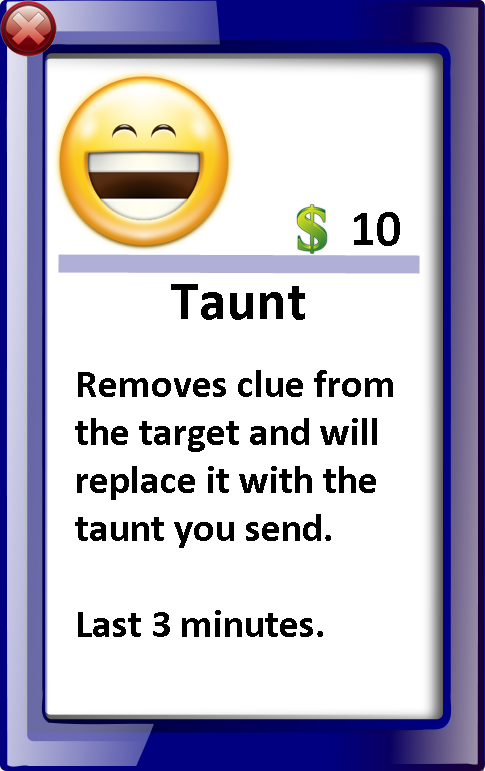 $ 10
Taunt
Removes clue from
the target and will
replace it with the
taunt you send.
Last 3 minutes.